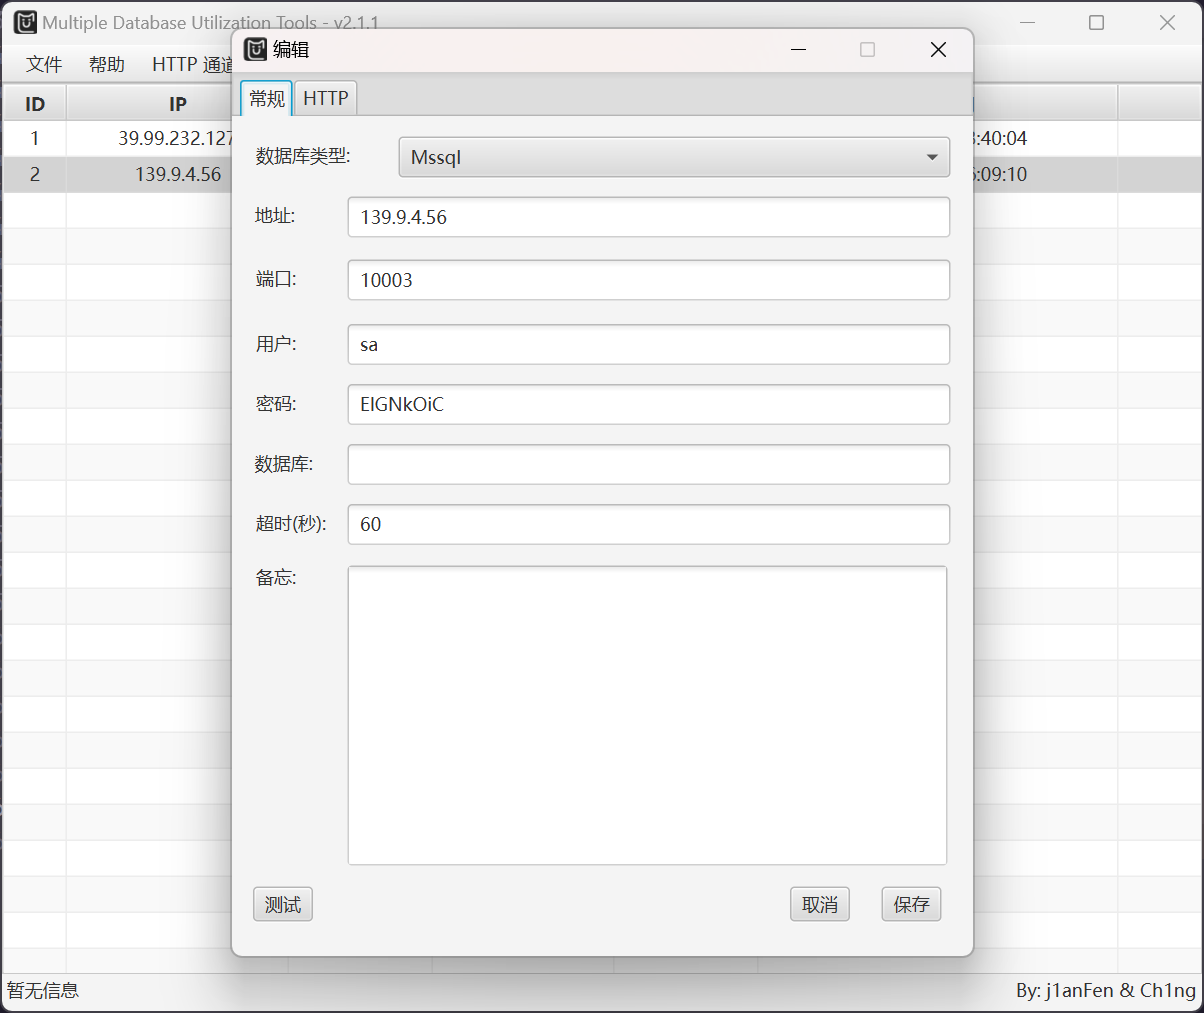 Multiple Database Utilization Tools - v2.1.1
文件 帮助 HTTP 通道
ID IP
1 39.99.232.127 :40:04
2 139.9.4.56 :09:10
编辑
常规 HTTP
数据库类型: Mssql
地址: 139.9.4.56
端口: 10003
用户: sa
密码: EIGNkOiC
数据库:
超时(秒): 60
备忘:
测试 取消 保存
暂无信息 By: j1anFen & Ch1ng